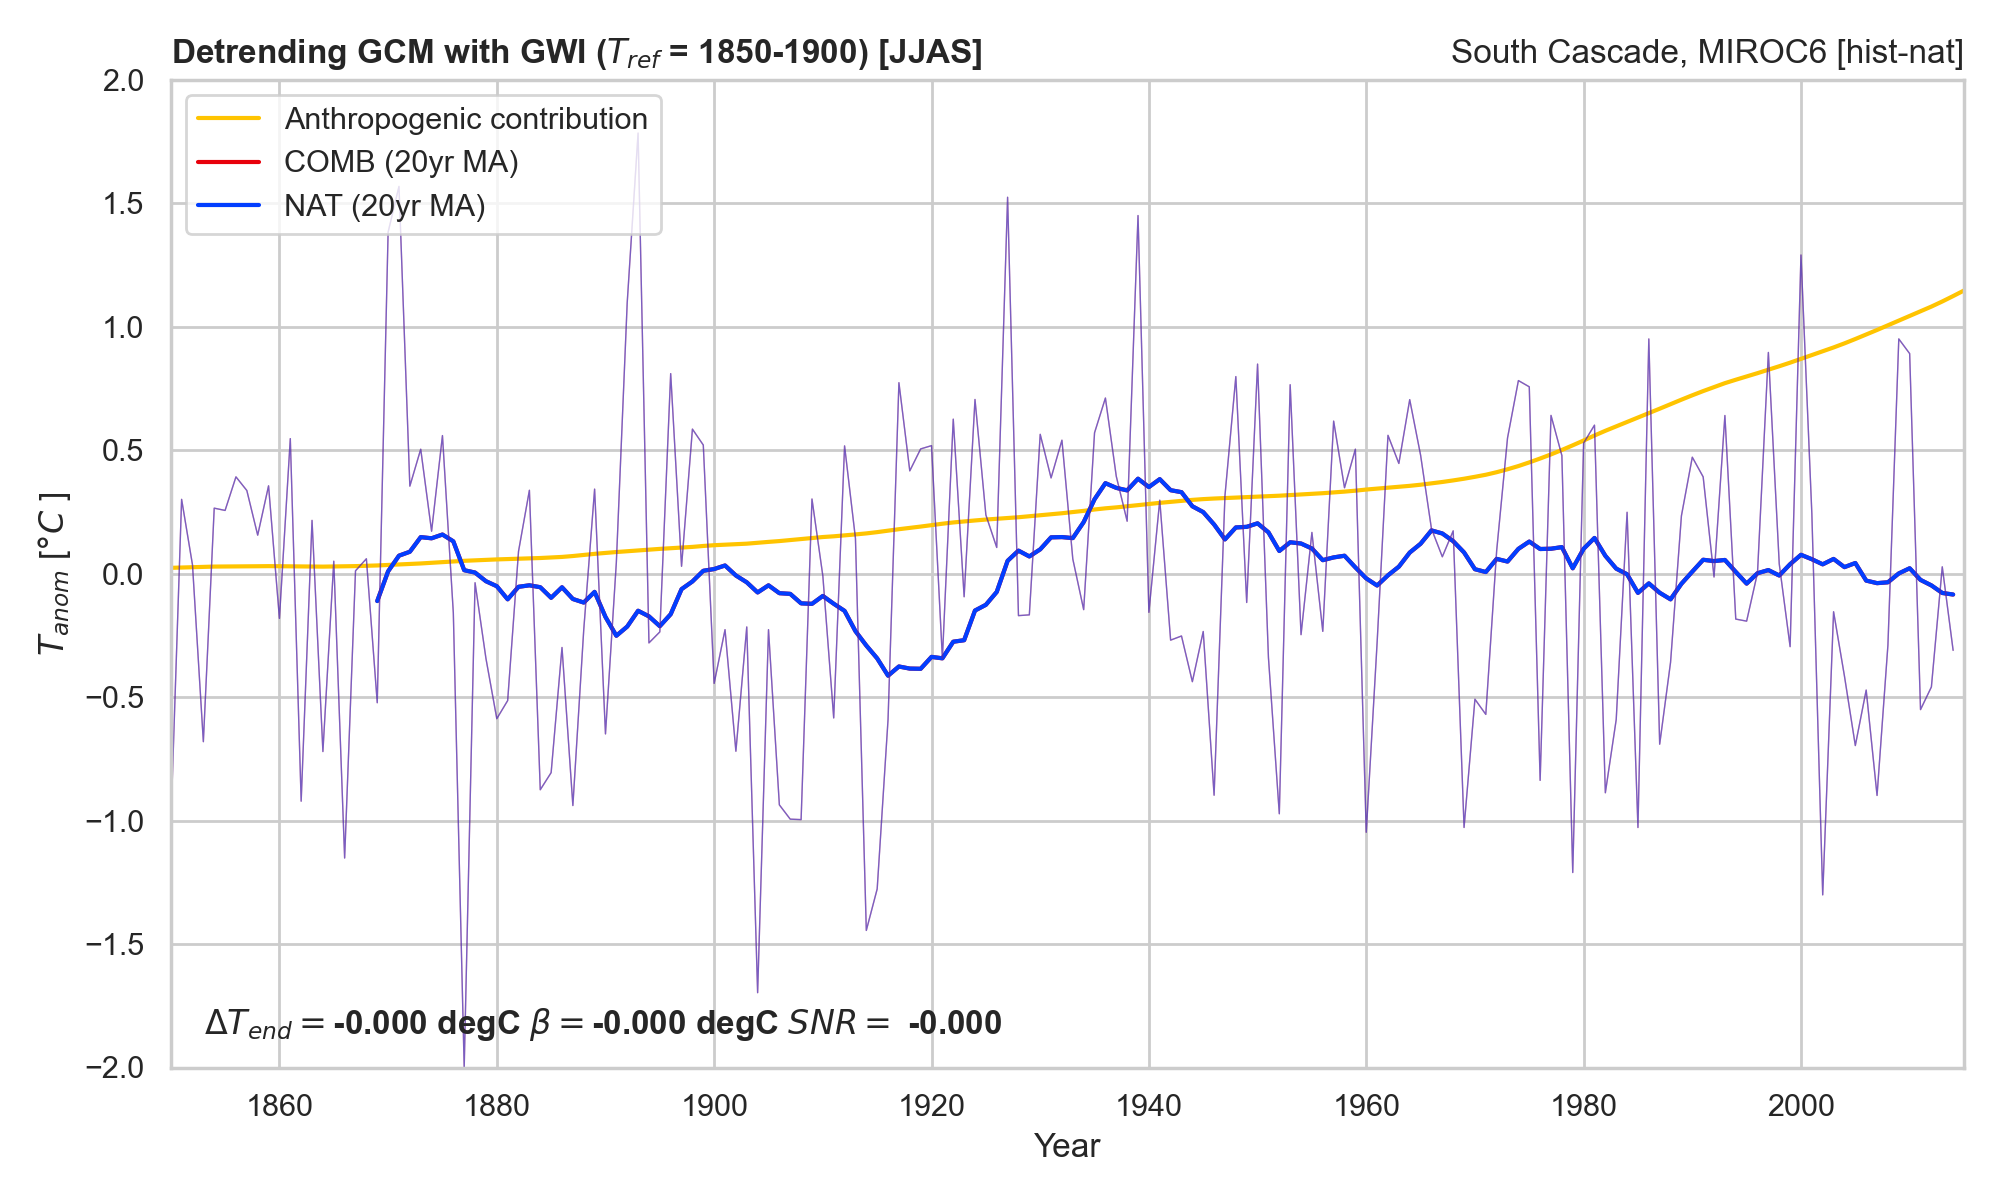 Detrending GCM with GWI (T_ref = 1850-1900) [JJAS]
South Cascade, MIROC6 [hist-nat]
Anthropogenic contribution
COMB (20yr MA)
NAT (20yr MA)
2.0
1.5
1.0
0.5
0.0
−0.5
−1.0
−1.5
−2.0
T_anom [°C ]
ΔT_end = -0.000 degC β = -0.000 degC SNR = -0.000
1860 1880 1900 1920 1940 1960 1980 2000
Year